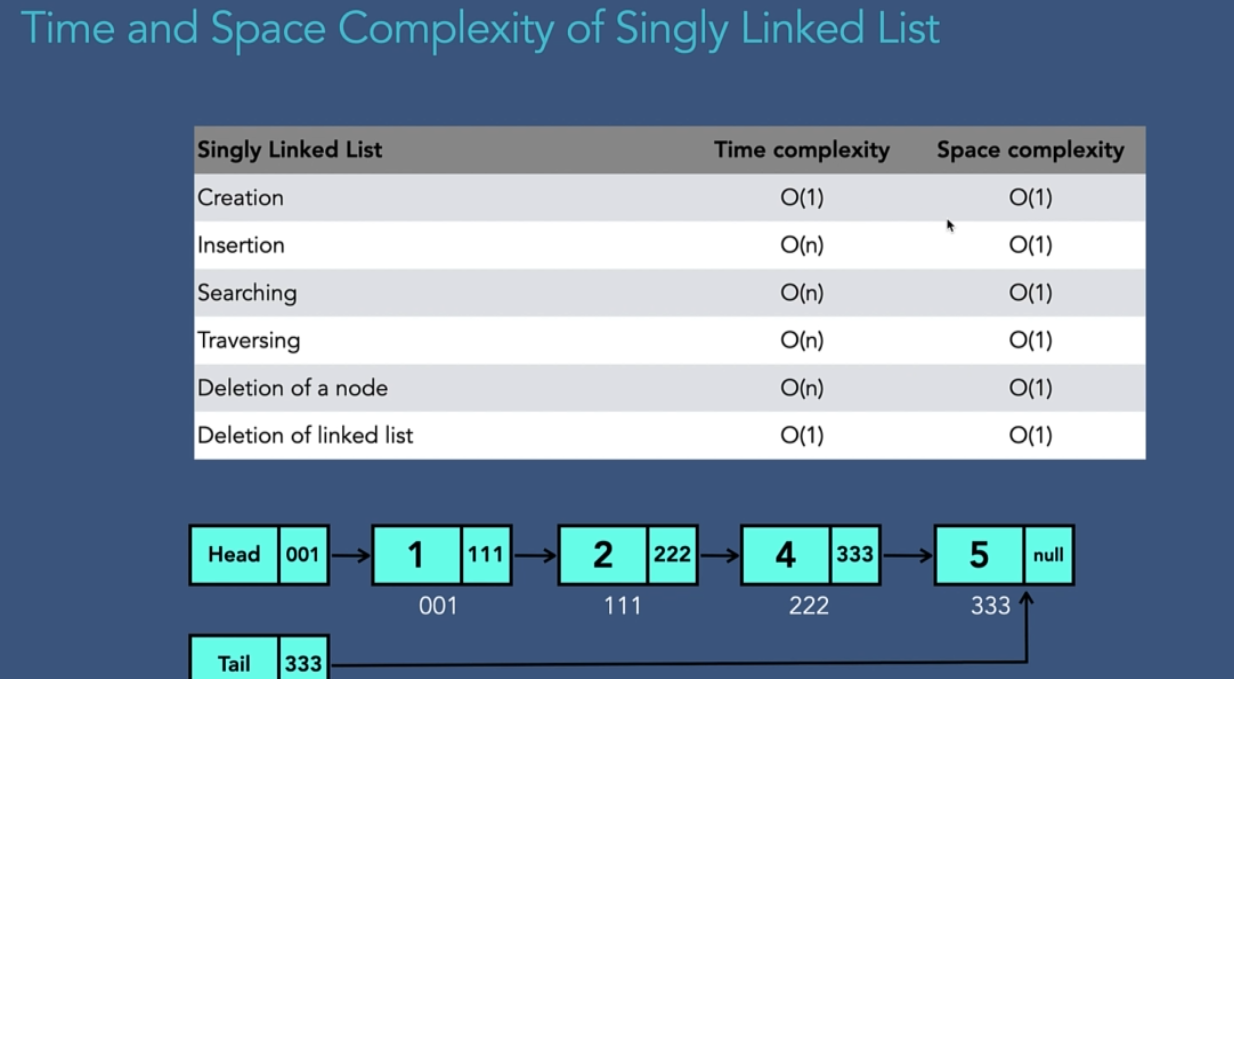 Time and Space Complexity of Singly Linked List
Singly Linked List Time complexity Space complexity
Creation O(1) O(1)
Insertion O(n) O(1)
Searching O(n) O(1)
Traversing O(n) O(1)
Deletion of a node O(n) O(1)
Deletion of linked list O(1) O(1)
Head 001 1 111 2 222 4 333 5 null
001 111 222 333
Tail 333